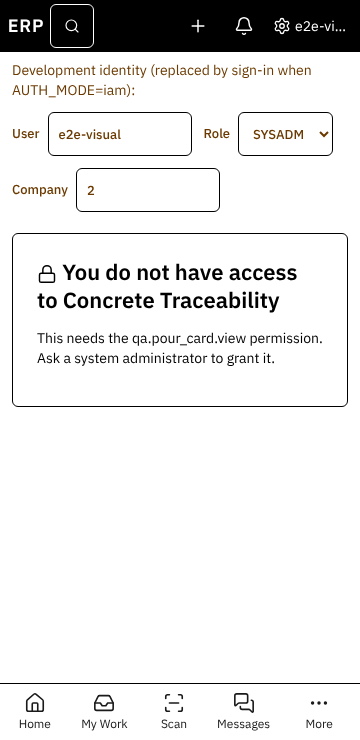 ERP
e2e-vi...
Development identity (replaced by sign-in when
AUTH_MODE=iam):
User e2e-visual Role SYSADM
Company 2
You do not have access
to Concrete Traceability
This needs the qa.pour_card.view permission.
Ask a system administrator to grant it.
Home My Work Scan Messages More